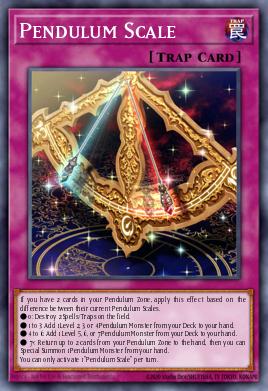 PENDULUM SCALE
TRAP
罠
[TRAP CARD]
If you have 2 cards in your Pendulum Zone, apply this effect based on the
difference between their current Pendulum Scales.
●0: Destroy 2 Spells/Traps on the field.
●1 to 3: Add 1 Level 2, 3 or 4 Pendulum Monster from your Deck to your hand.
●4 to 6: Add 1 Level 5, 6, or 7 Pendulum Monster from your Deck to your hand.
●7+: Return up to 2 cards from your Pendulum Zone to the hand, then you can
Special Summon 1 Pendulum Monster from your hand.
You can only activate 1 "Pendulum Scale" per turn.